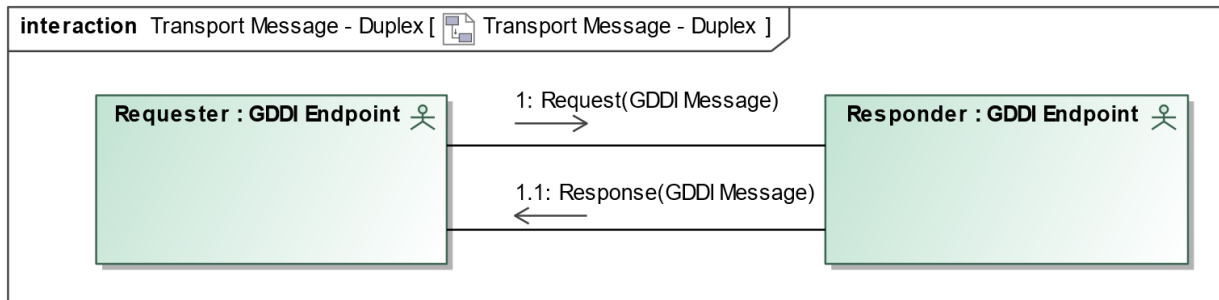 interaction Transport Message - Duplex [ Transport Message - Duplex ]
Requester : GDDI Endpoint
1: Request(GDDI Message)
Responder : GDDI Endpoint
1.1: Response(GDDI Message)